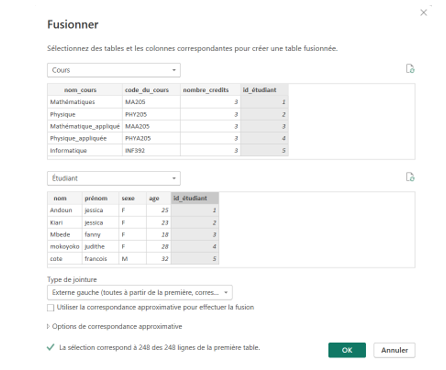 Fusionner
Sélectionnez des tables et les colonnes correspondantes pour créer une table fusionnée.
Cours
nom_cours code_du_cours nombre_credits id_étudiant
Mathématiques MA205 3 1
Physique PHY205 3 2
Mathématique_appliqué MAA205 3 3
Physique_appliquée PHYA205 3 4
Informatique INF392 3 5
Étudiant
nom prénom sexe age id_étudiant
Andoun jessica F 25 1
Kiari jessica F 23 2
Mbede fanny F 18 3
mokoyoko judithe F 28 4
cote francois M 32 5
Type de jointure
Externe gauche (toutes à partir de la première, corres...
Utiliser la correspondance approximative pour effectuer la fusion
Options de correspondance approximative
La sélection correspond à 248 des 248 lignes de la première table.
OK Annuler